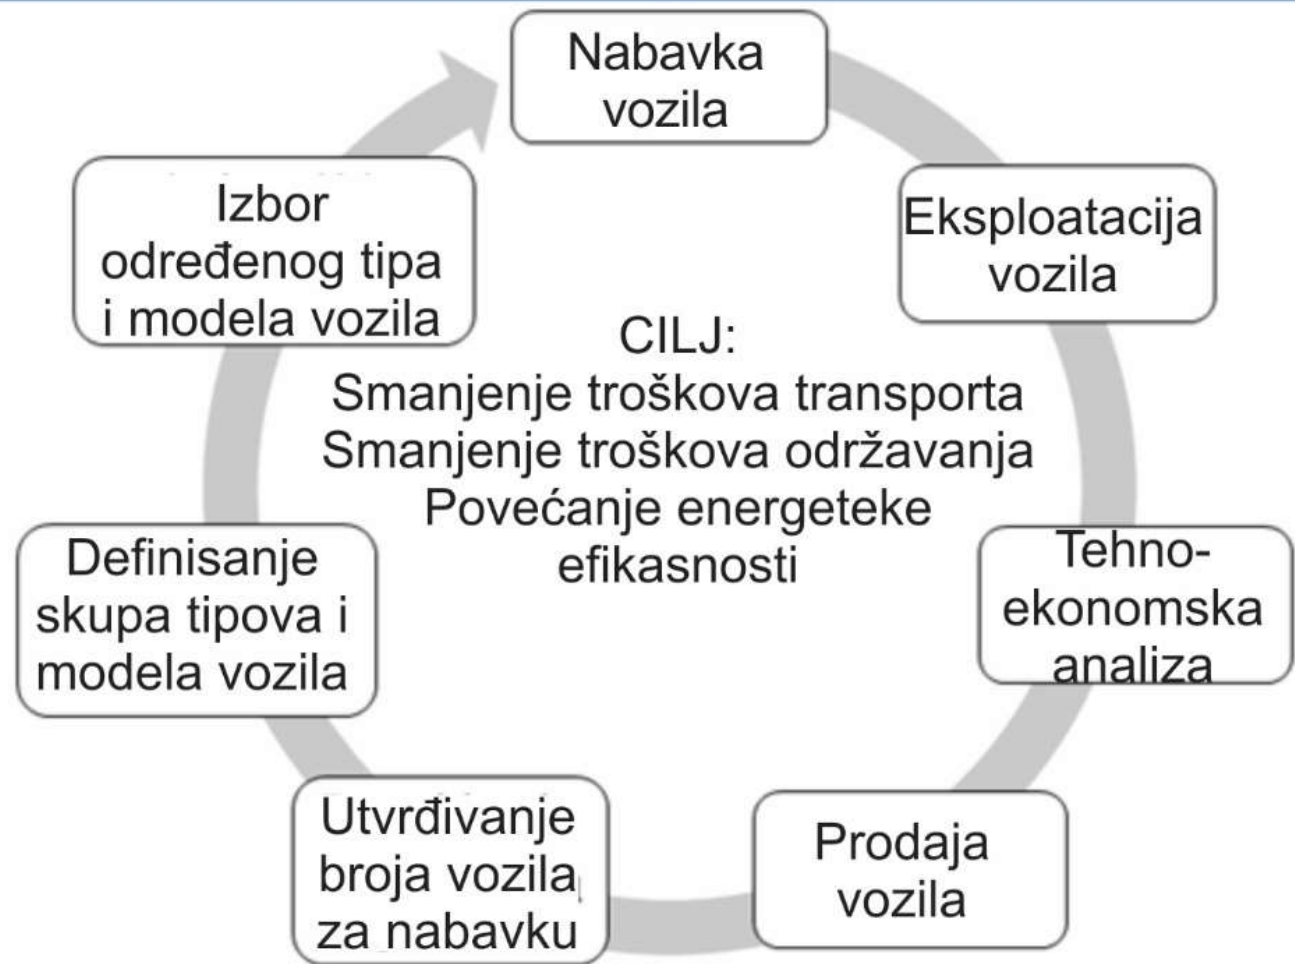 Nabavka
vozila
Eksploatacija
vozila
Tehno-
ekonomska
analiza
Prodaja
vozila
Utvrđivanje
broja vozila
za nabavku
Definisanje
skupa tipova i
modela vozila
Izbor
određenog tipa
i modela vozila
CILJ:
Smanjenje troškova transporta
Smanjenje troškova održavanja
Povećanje energeteke
efikasnosti